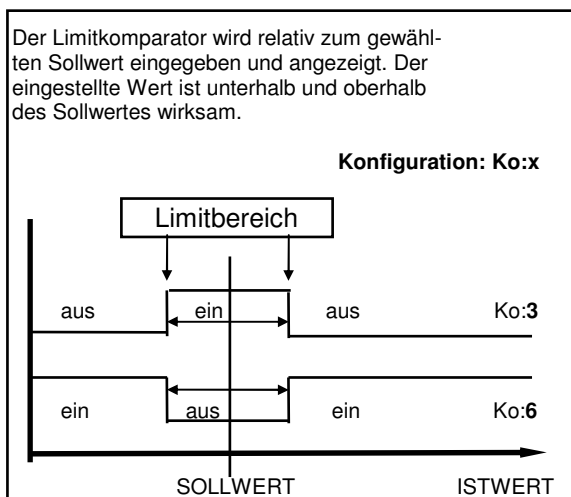 Der Limitkomparator wird relativ zum gewähl-
ten Sollwert eingegeben und angezeigt. Der
eingestellte Wert ist unterhalb und oberhalb
des Sollwertes wirksam.
Konfiguration: Ko:x
Limitbereich
aus ein aus Ko:3
ein aus ein Ko:6
SOLLWERT ISTWERT